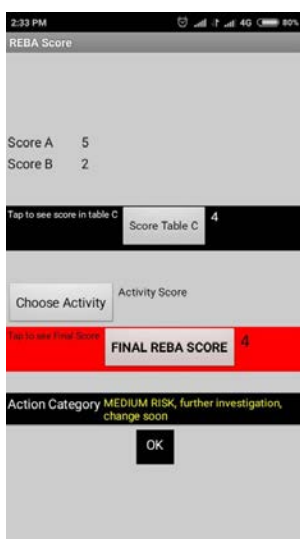 2:33 PM 4G 80%
REBA Score
Score A 5
Score B 2
Tap to see score in table C Score Table C 4
Choose Activity Activity Score
Tap to see Final Score FINAL REBA SCORE 4
Action Category MEDIUM RISK, further investigation,
change soon
OK